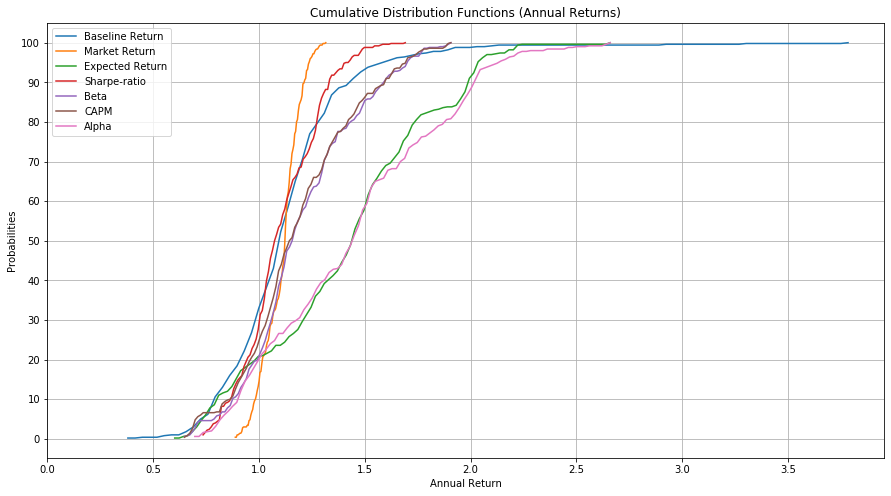 Cumulative Distribution Functions (Annual Returns)
Baseline Return
Market Return
Expected Return
Sharpe-ratio
Beta
CAPM
Alpha
Probabilities
100
90
80
70
60
50
40
30
20
10
0
0.0 0.5 1.0 1.5 2.0 2.5 3.0 3.5
Annual Return